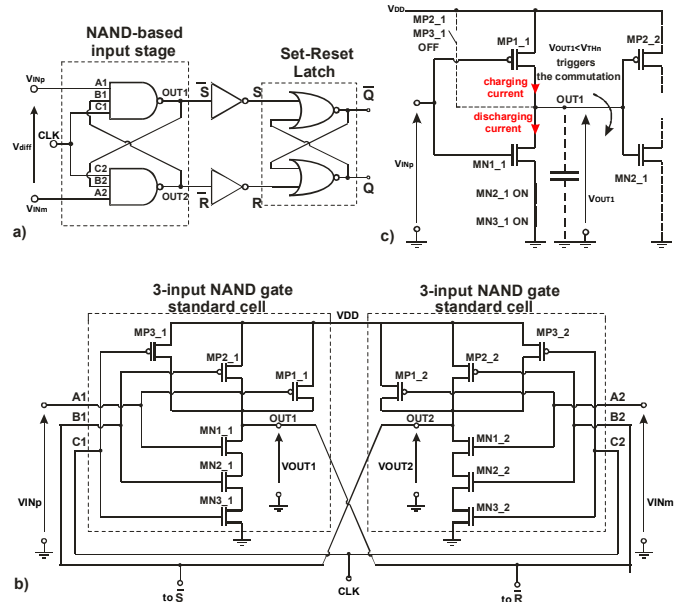 NAND-based
input stage
Set-Reset
Latch
VINp
A1
B1
C1
OUT1
S̅
S
Q̅
CLK
Vdiff
C2
B2
A2
OUT2
R̅
R
Q
VINm
a)
VDD
MP2_1
MP3_1
OFF
MP1_1
VOUT1<VTHn
triggers
the commutation
MP2_2
charging
current
OUT1
discharging
current
VINp
MN1_1
MN2_1
MN2_1 ON
MN3_1 ON
VOUT1
c)
3-input NAND gate
standard cell
3-input NAND gate
standard cell
VDD
MP3_1
MP2_1
MP1_1
MP3_2
MP2_2
MP1_2
A1
B1
C1
A2
B2
C2
OUT1
OUT2
MN1_1
MN2_1
MN3_1
VOUT1
VOUT2
MN1_2
MN2_2
MN3_2
VINp
VINm
b)
to S̅
CLK
to R̅